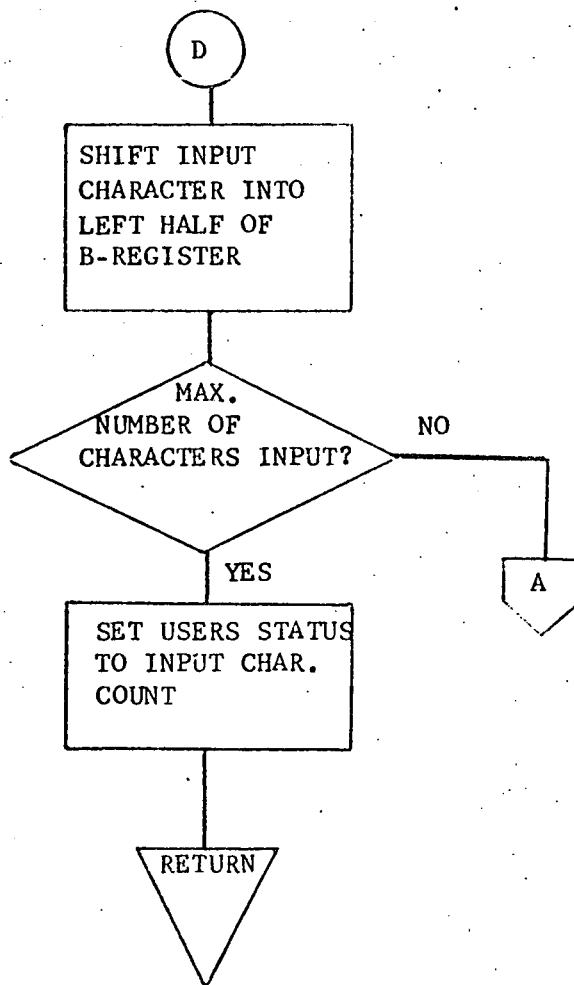 D
SHIFT INPUT
CHARACTER INTO
LEFT HALF OF
B-REGISTER
MAX.
NUMBER OF
CHARACTERS INPUT?
NO
A
YES
SET USERS STATUS
TO INPUT CHAR.
COUNT
RETURN